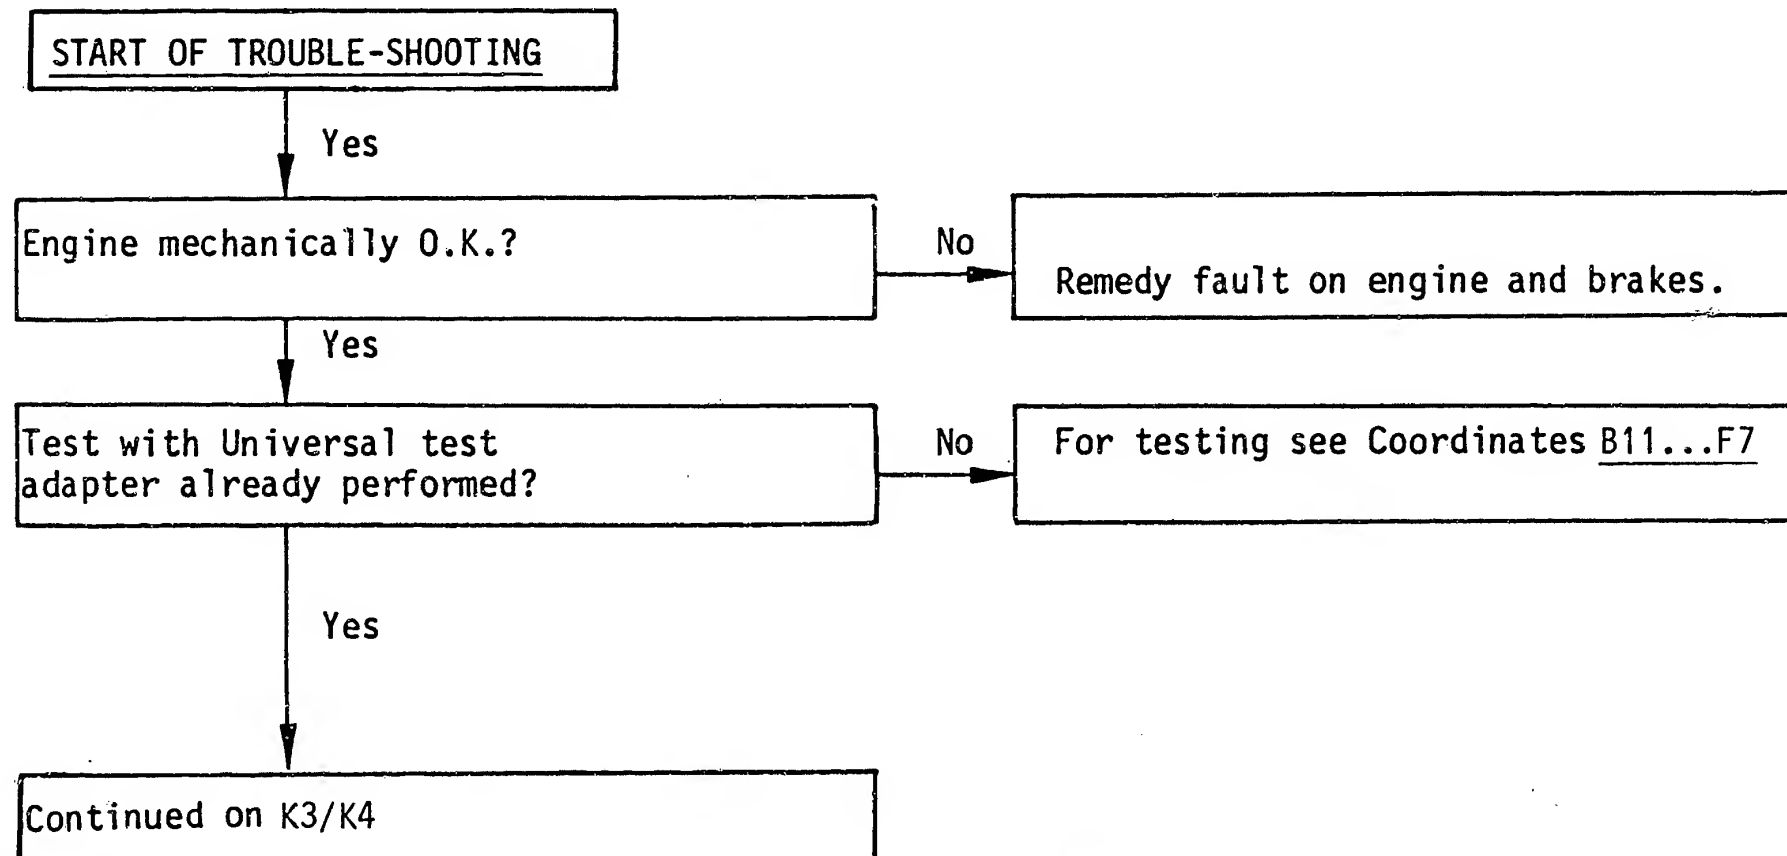 START OF TROUBLE-SHOOTING
Yes
Engine mechanically O.K.?
No
Remedy fault on engine and brakes.
Yes
Test with Universal test
adapter already performed?
No
For testing see Coordinates B11...F7
Yes
Continued on K3/K4